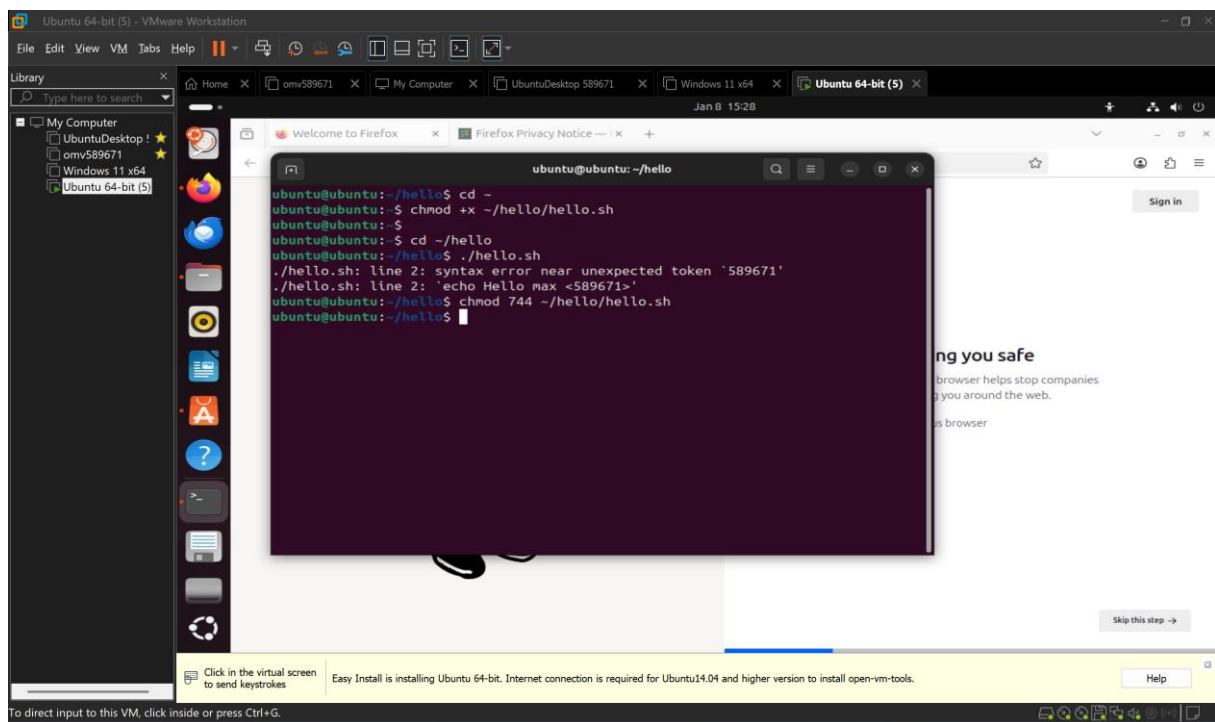 Ubuntu 64-bit (5) - VMware Workstation
File Edit View VM Tabs Help
Library
Type here to search
My Computer
UbuntuDesktop !
omv589671
Windows 11 x64
Ubuntu 64-bit (5)
Home
omv589671
My Computer
UbuntuDesktop 589671
Windows 11 x64
Ubuntu 64-bit (5)
Jan 8 15:28
Welcome to Firefox
Firefox Privacy Notice —
Sign in
ubuntu@ubuntu: ~/hello
ubuntu@ubuntu:~/hello$ cd ~
ubuntu@ubuntu:~$ chmod +x ~/hello/hello.sh
ubuntu@ubuntu:~$
ubuntu@ubuntu:~$ cd ~/hello
ubuntu@ubuntu:~/hello$ ./hello.sh
./hello.sh: line 2: syntax error near unexpected token `589671'
./hello.sh: line 2: `echo Hello max <589671>'
ubuntu@ubuntu:~/hello$ chmod 744 ~/hello/hello.sh
ubuntu@ubuntu:~/hello$
ng you safe
browser helps stop companies
you around the web.
is browser
Skip this step →
Click in the virtual screen
to send keystrokes
Easy Install is installing Ubuntu 64-bit. Internet connection is required for Ubuntu14.04 and higher version to install open-vm-tools.
Help
To direct input to this VM, click inside or press Ctrl+G.